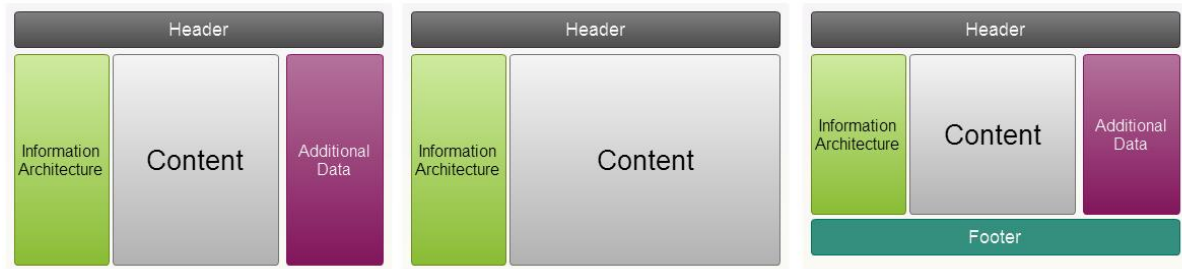 Header
Information
Architecture
Content
Additional
Data
Header
Information
Architecture
Content
Header
Information
Architecture
Content
Additional
Data
Footer